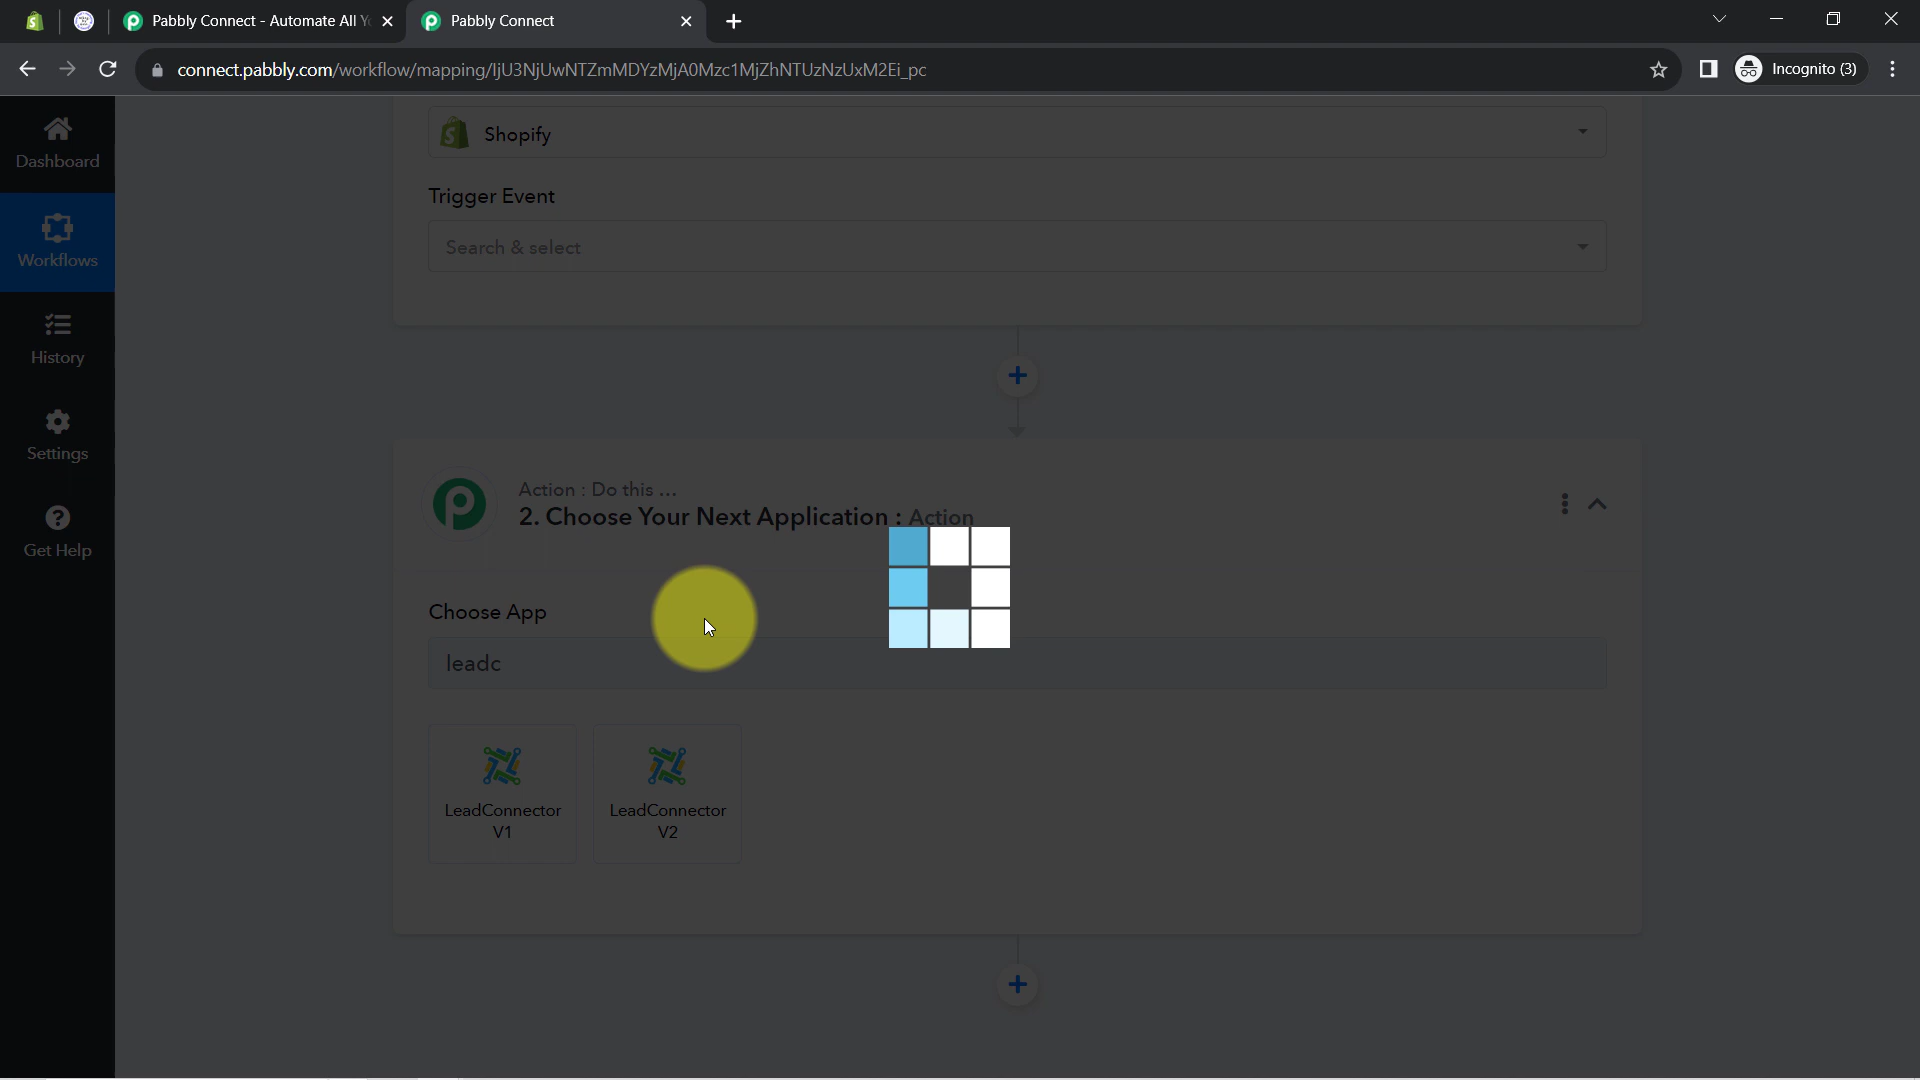 Pabbly Connect - Automate All Y
Pabbly Connect
connect.pabbly.com/workflow/mapping/IjU3NjUwNTZmMDYzMjA0Mzc1MjZhNTUzNzUxM2Ei_pc
Incognito (3)
Dashboard
Workflows
History
Settings
Get Help
Shopify
Trigger Event
Search & select
Action : Do this ...
2. Choose Your Next Application : Action
Choose App
leadc
LeadConnector
V1
LeadConnector
V2